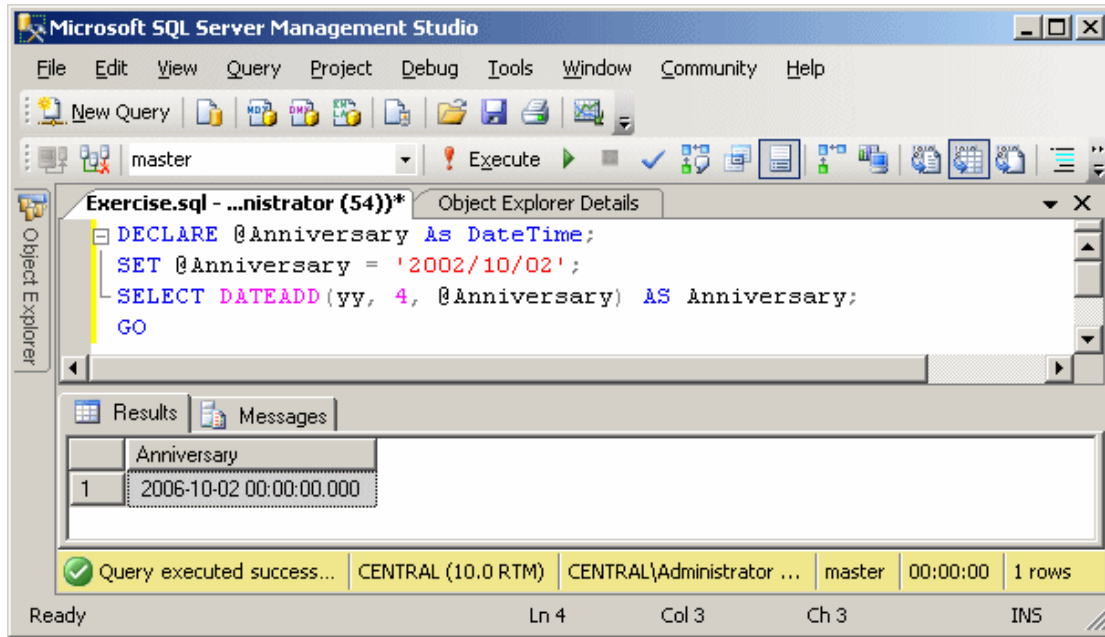 Microsoft SQL Server Management Studio
File Edit View Query Project Debug Tools Window Community Help
New Query
master Execute
Exercise.sql - ...nistrator (54))* Object Explorer Details
Object Explorer
DECLARE @Anniversary As DateTime;
SET @Anniversary = '2002/10/02';
SELECT DATEADD(yy, 4, @Anniversary) AS Anniversary;
GO
Results Messages
Anniversary
1 2006-10-02 00:00:00.000
Query executed success... CENTRAL (10.0 RTM) CENTRAL\Administrator ... master 00:00:00 1 rows
Ready Ln 4 Col 3 Ch 3 INS